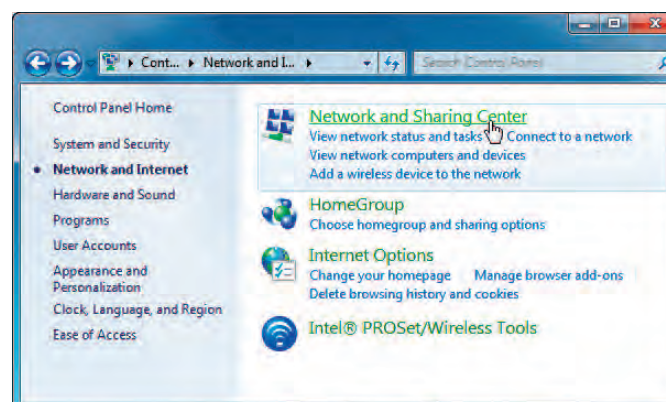 Cont... Network and I...
Search Control Panel
Control Panel Home
System and Security
Network and Internet
Hardware and Sound
Programs
User Accounts
Appearance and
Personalization
Clock, Language, and Region
Ease of Access
Network and Sharing Center
View network status and tasks Connect to a network
View network computers and devices
Add a wireless device to the network
HomeGroup
Choose homegroup and sharing options
Internet Options
Change your homepage Manage browser add-ons
Delete browsing history and cookies
Intel® PROSet/Wireless Tools